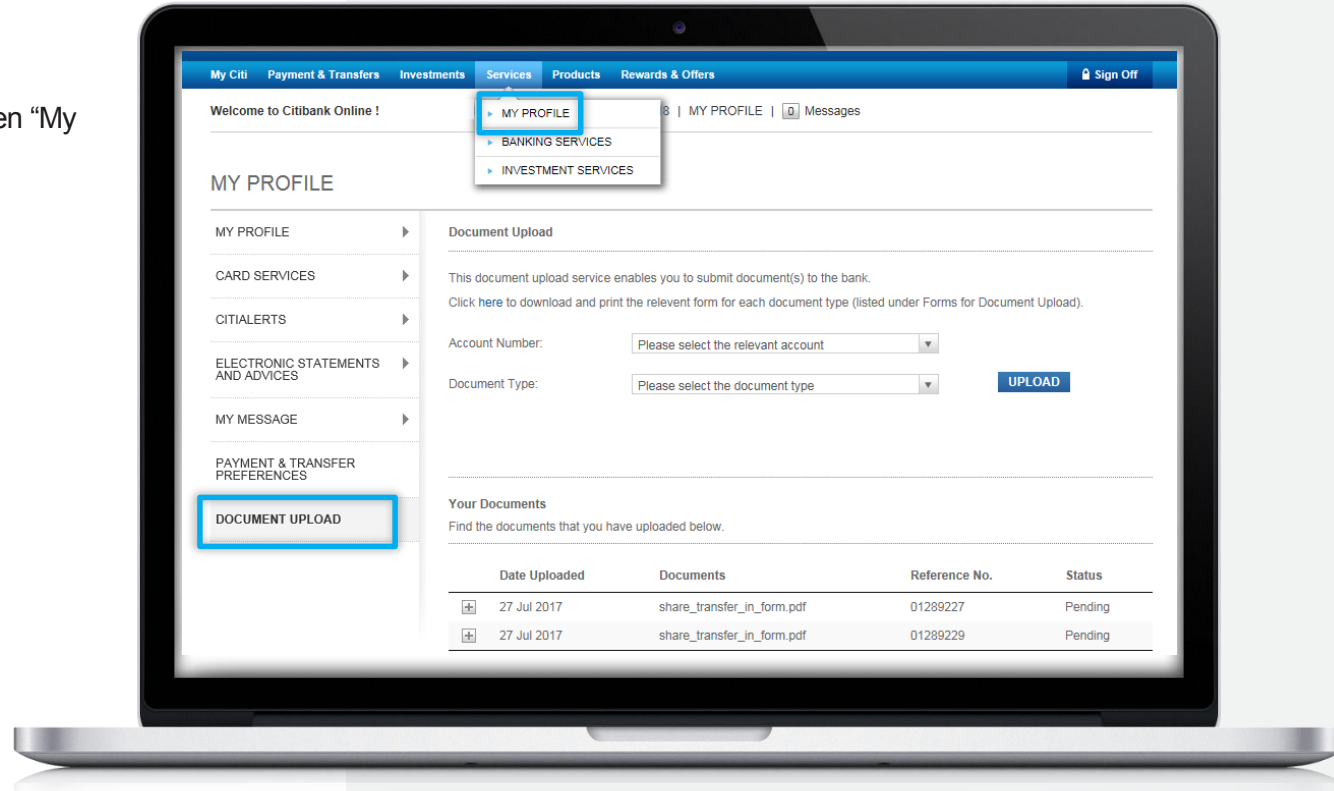 en “My
My Citi Payment & Transfers Investments Services Products Rewards & Offers Sign Off
Welcome to Citibank Online ! 8 | MY PROFILE | 0 Messages
MY PROFILE
BANKING SERVICES
INVESTMENT SERVICES
MY PROFILE
MY PROFILE
CARD SERVICES
CITIALERTS
ELECTRONIC STATEMENTS
AND ADVICES
MY MESSAGE
PAYMENT & TRANSFER
PREFERENCES
DOCUMENT UPLOAD
Document Upload
This document upload service enables you to submit document(s) to the bank.
Click here to download and print the relevent form for each document type (listed under Forms for Document Upload).
Account Number: Please select the relevant account
Document Type: Please select the document type UPLOAD
Your Documents
Find the documents that you have uploaded below.
Date Uploaded Documents Reference No. Status
27 Jul 2017 share_transfer_in_form.pdf 01289227 Pending
27 Jul 2017 share_transfer_in_form.pdf 01289229 Pending